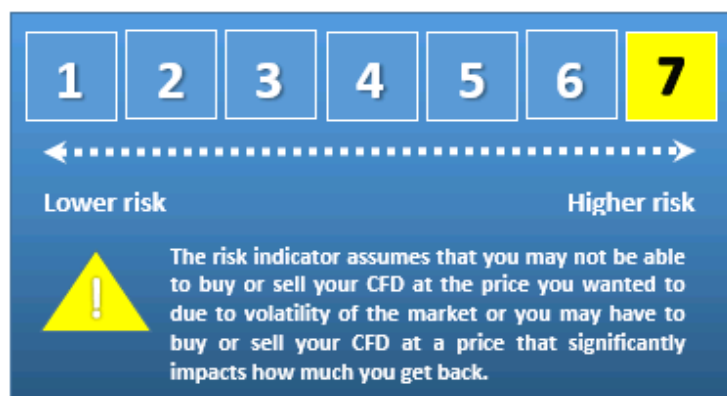 1 2 3 4 5 6 7
Lower risk Higher risk
! The risk indicator assumes that you may not be able
to buy or sell your CFD at the price you wanted to
due to volatility of the market or you may have to
buy or sell your CFD at a price that significantly
impacts how much you get back.